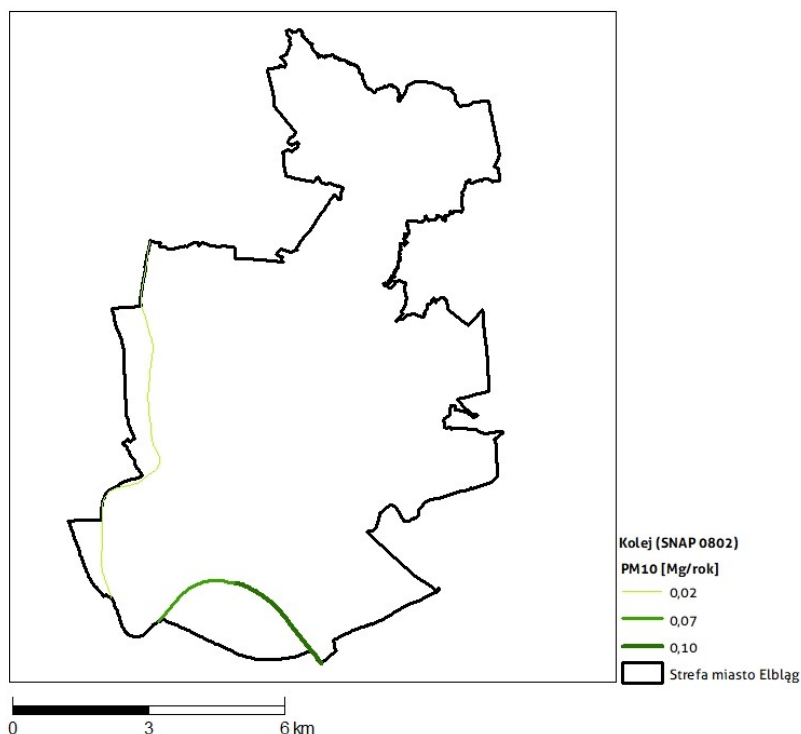 Kolej (SNAP 0802)
PM10 [Mg/rok]
0,02
0,07
0,10
Strefa miasto Elbląg
0 3 6 km